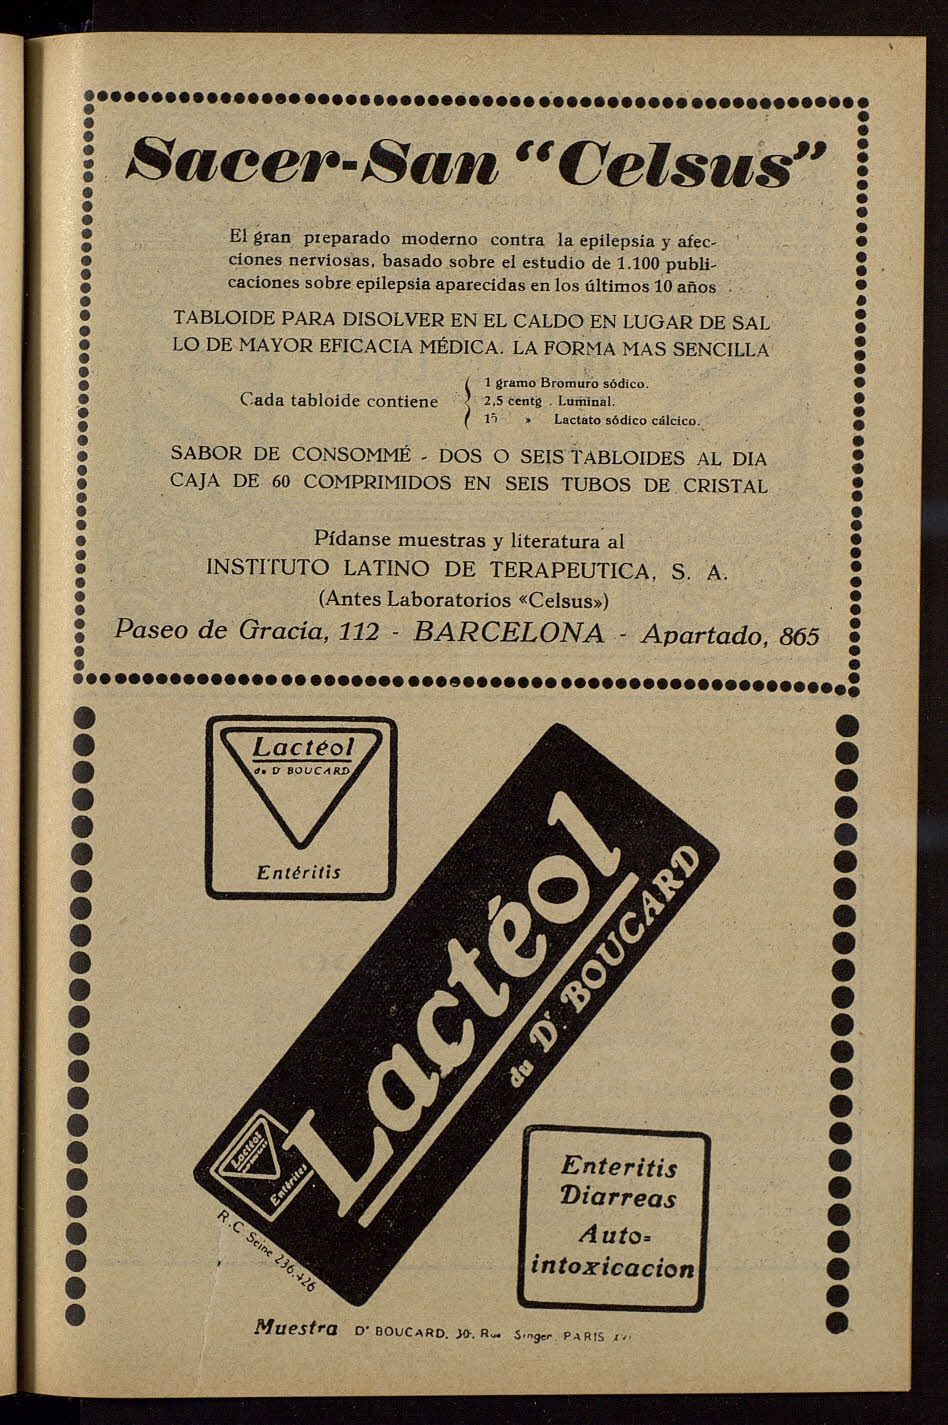 Sacer-San “Celsus”
El gran preparado moderno contra la epilepsia y afec-
ciones nerviosas, basado sobre el estudio de 1.100 publi-
caciones sobre epilepsia aparecidas en los últimos 10 años
TABLOIDE PARA DISOLVER EN EL CALDO EN LUGAR DE SAL
LO DE MAYOR EFICACIA MÉDICA. LA FORMA MAS SENCILLA
Cada tabloide contiene
1 gramo Bromuro sódico.
2,5 centg . Luminal.
15 » Lactato sódico cálcico.
SABOR DE CONSOMMÉ - DOS O SEIS TABLOIDES AL DIA
CAJA DE 60 COMPRIMIDOS EN SEIS TUBOS DE CRISTAL
Pídanse muestras y literatura al
INSTITUTO LATINO DE TERAPEUTICA, S. A.
(Antes Laboratorios «Celsus»)
Paseo de Gracia, 112 - BARCELONA - Apartado, 865
Lactéol
du Dr BOUCARD
Entéritis
Lactéol
du Dr. BOUCARD
Lactéol
Entérites
R.C. Seine 236.426
Enteritis
Diarreas
Auto=
intoxicacion
Muestra Dr BOUCARD, 30, Rue Singer, PARIS